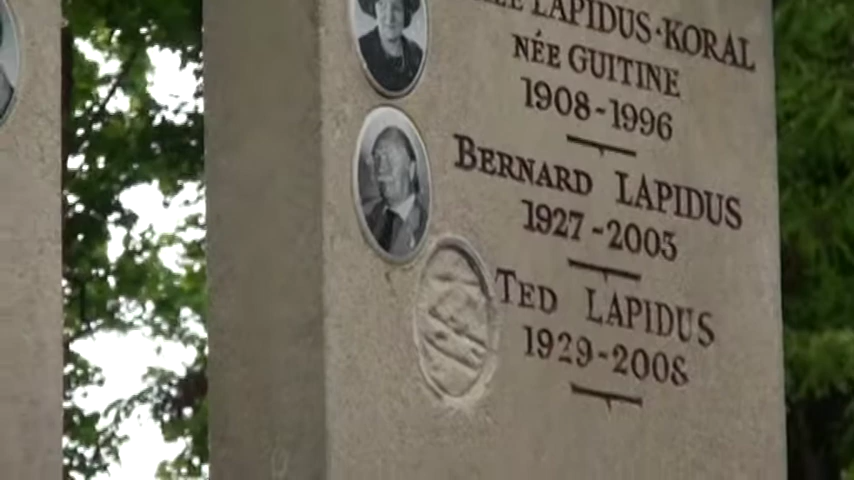 LAPIDUS-KORAL
NÉE GUITINE
1908-1996
BERNARD LAPIDUS
1927-2003
TED LAPIDUS
1929-2008